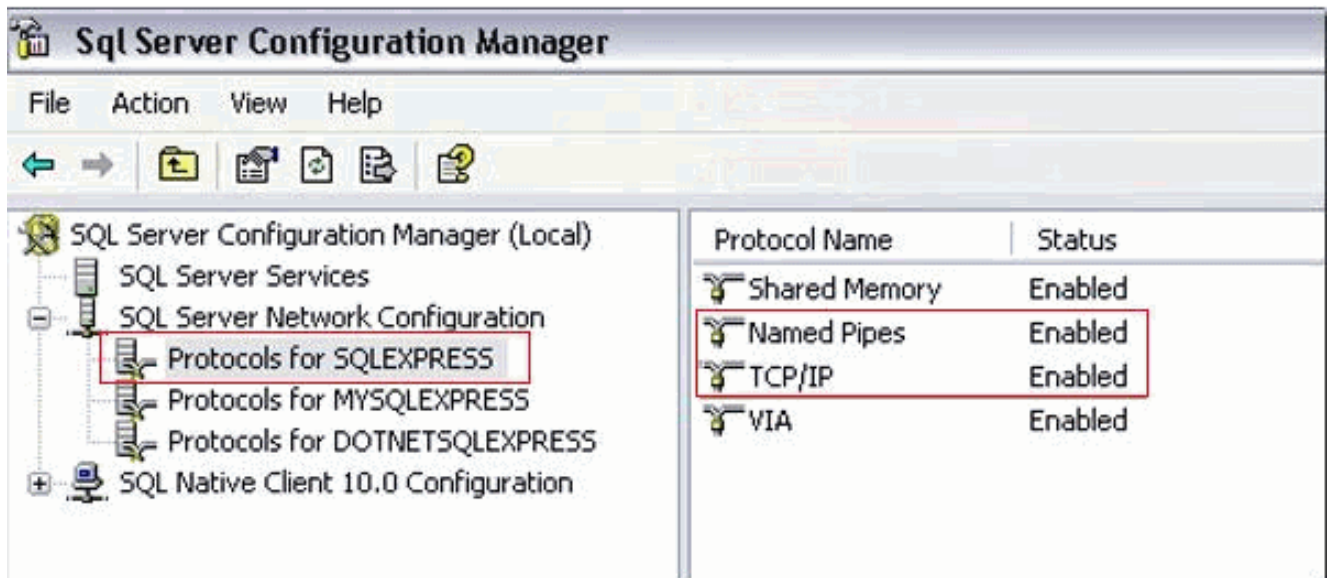 Sql Server Configuration Manager
File Action View Help
SQL Server Configuration Manager (Local)
SQL Server Services
SQL Server Network Configuration
Protocols for SQLEXPRESS
Protocols for MYSQLEXPRESS
Protocols for DOTNETSQLEXPRESS
SQL Native Client 10.0 Configuration
Protocol Name Status
Shared Memory Enabled
Named Pipes Enabled
TCP/IP Enabled
VIA Enabled